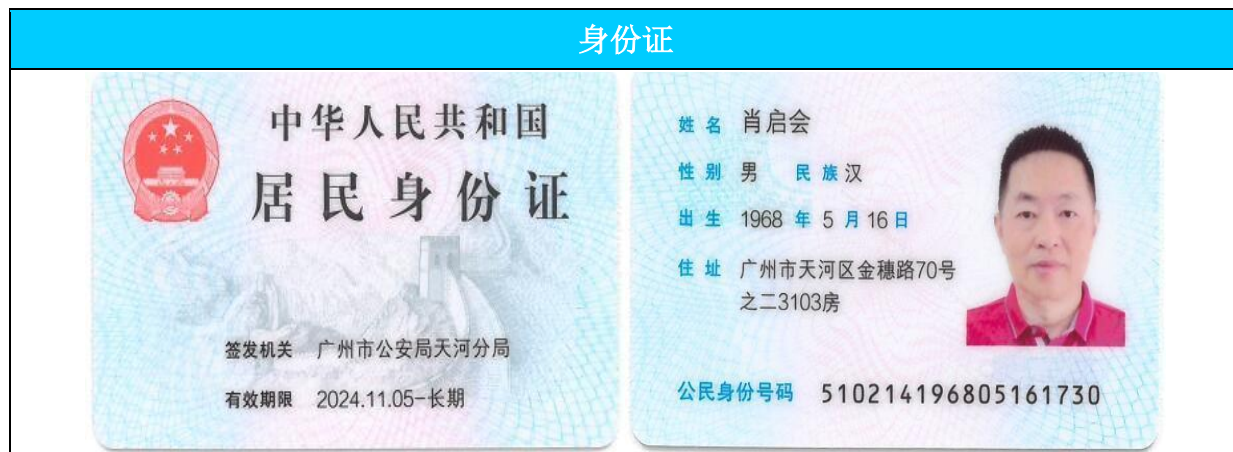 身份证
中华人民共和国
居民身份证
签发机关 广州市公安局天河分局
有效期限 2024.11.05-长期
姓名 肖启会
性别 男 民族 汉
出生 1968 年 5 月 16 日
住址 广州市天河区金穗路70号
之二3103房
公民身份号码 510214196805161730